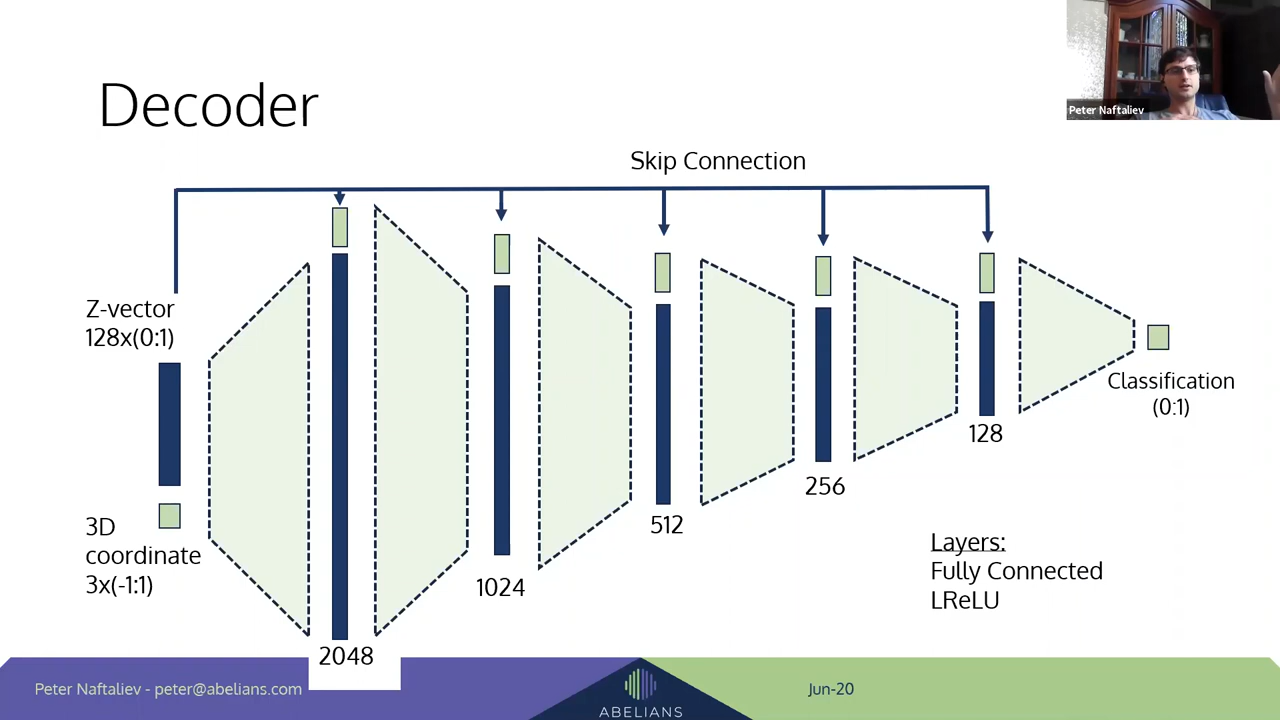 Peter Naftaliev
Decoder
Skip Connection
Z-vector
128x(0:1)
3D
coordinate
3x(-1:1)
2048
1024
512
256
128
Classification
(0:1)
Layers:
Fully Connected
LReLU
Peter Naftaliev - peter@abelians.com
ABELIANS
Jun-20